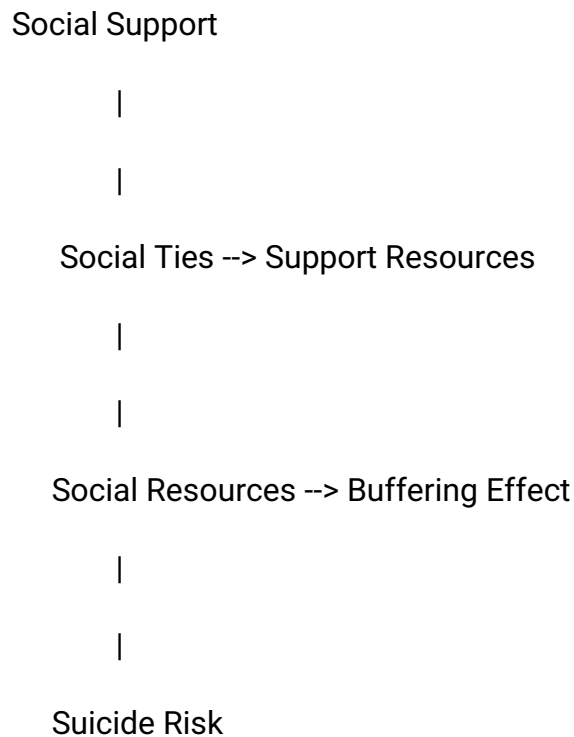 Social Support
|
|
Social Ties --> Support Resources
|
|
Social Resources --> Buffering Effect
|
|
Suicide Risk